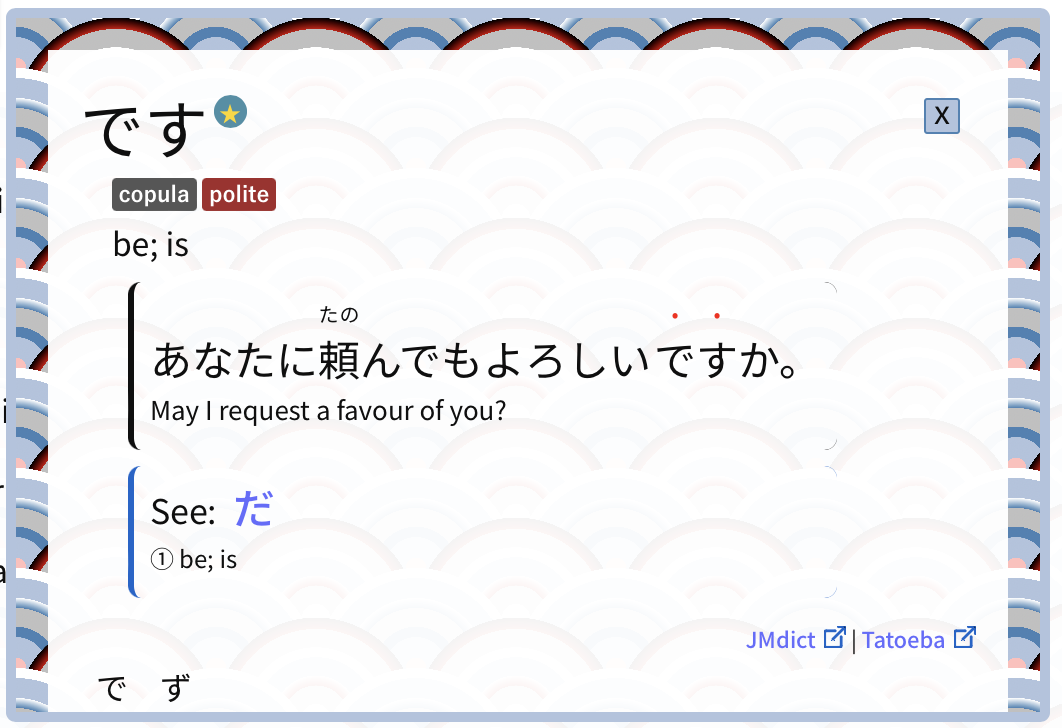 です★
X
copula polite
be; is
たの
あなたに頼んでもよろしいですか。
May I request a favour of you?
See: だ
① be; is
JMdict | Tatoeba
で ず